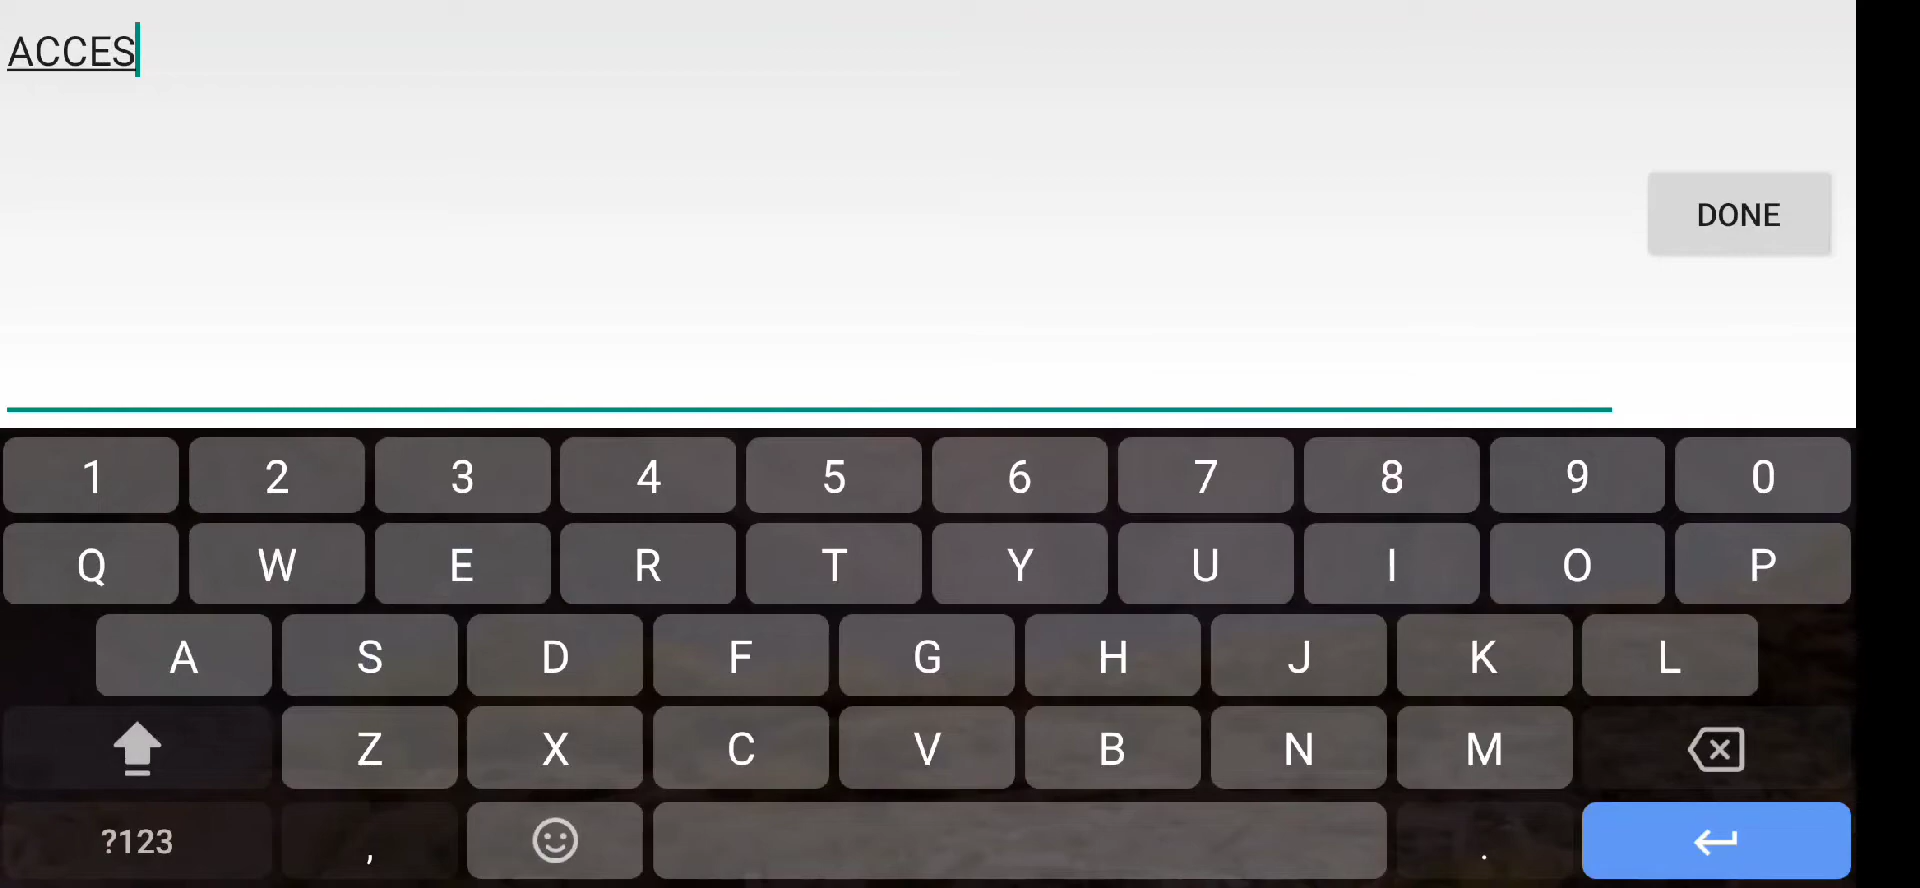 ACCES
DONE
1 2 3 4 5 6 7 8 9 0
Q W E R T Y U I O P
A S D F G H J K L
Z X C V B N M
?123 , .